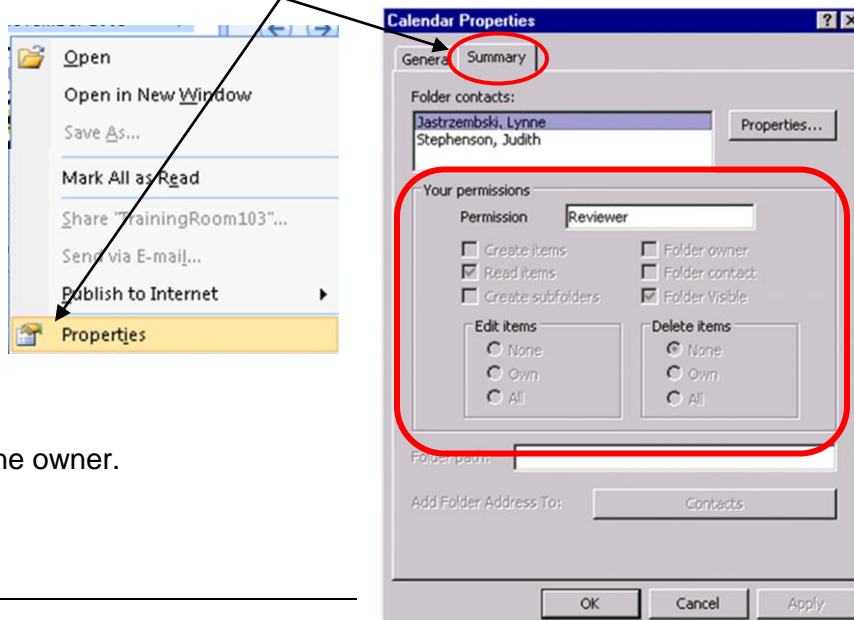 Open
Open in New Window
Save As...
Mark All as Read
Share "TrainingRoom103"...
Send via E-mail...
Publish to Internet
Properties
owner.
Calendar Properties
General
Summary
Folder contacts:
Jastrzembski, Lynne
Stephenson, Judith
Properties...
Your permissions
Permission Reviewer
Create items
Folder owner
Read items
Folder contact
Create subfolders
Folder Visible
Edit items
None
Own
All
Delete items
None
Own
All
Folder path:
Add Folder Address To:
Contacts
OK
Cancel
Apply